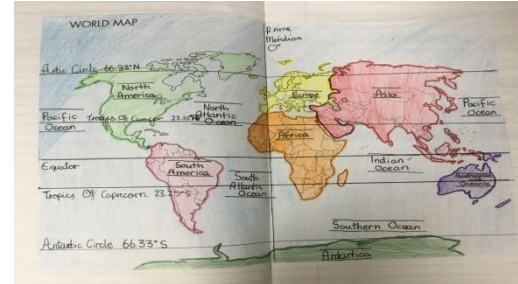 WORLD MAP
Prime
Meridian
0°
Artic Circle 66.33°N
North
America
Europe
Asia
Pacific
Ocean
Tropics Of Cancer 23.25°N
North
Atlantic
Ocean
Pacific
Ocean
Africa
Equator
South
America
Indian
Ocean
South
Atlantic
Ocean
Tropics Of Capricorn 23.25°S
Oceania
Southern Ocean
Antartic Circle 66.33°S
Antartica